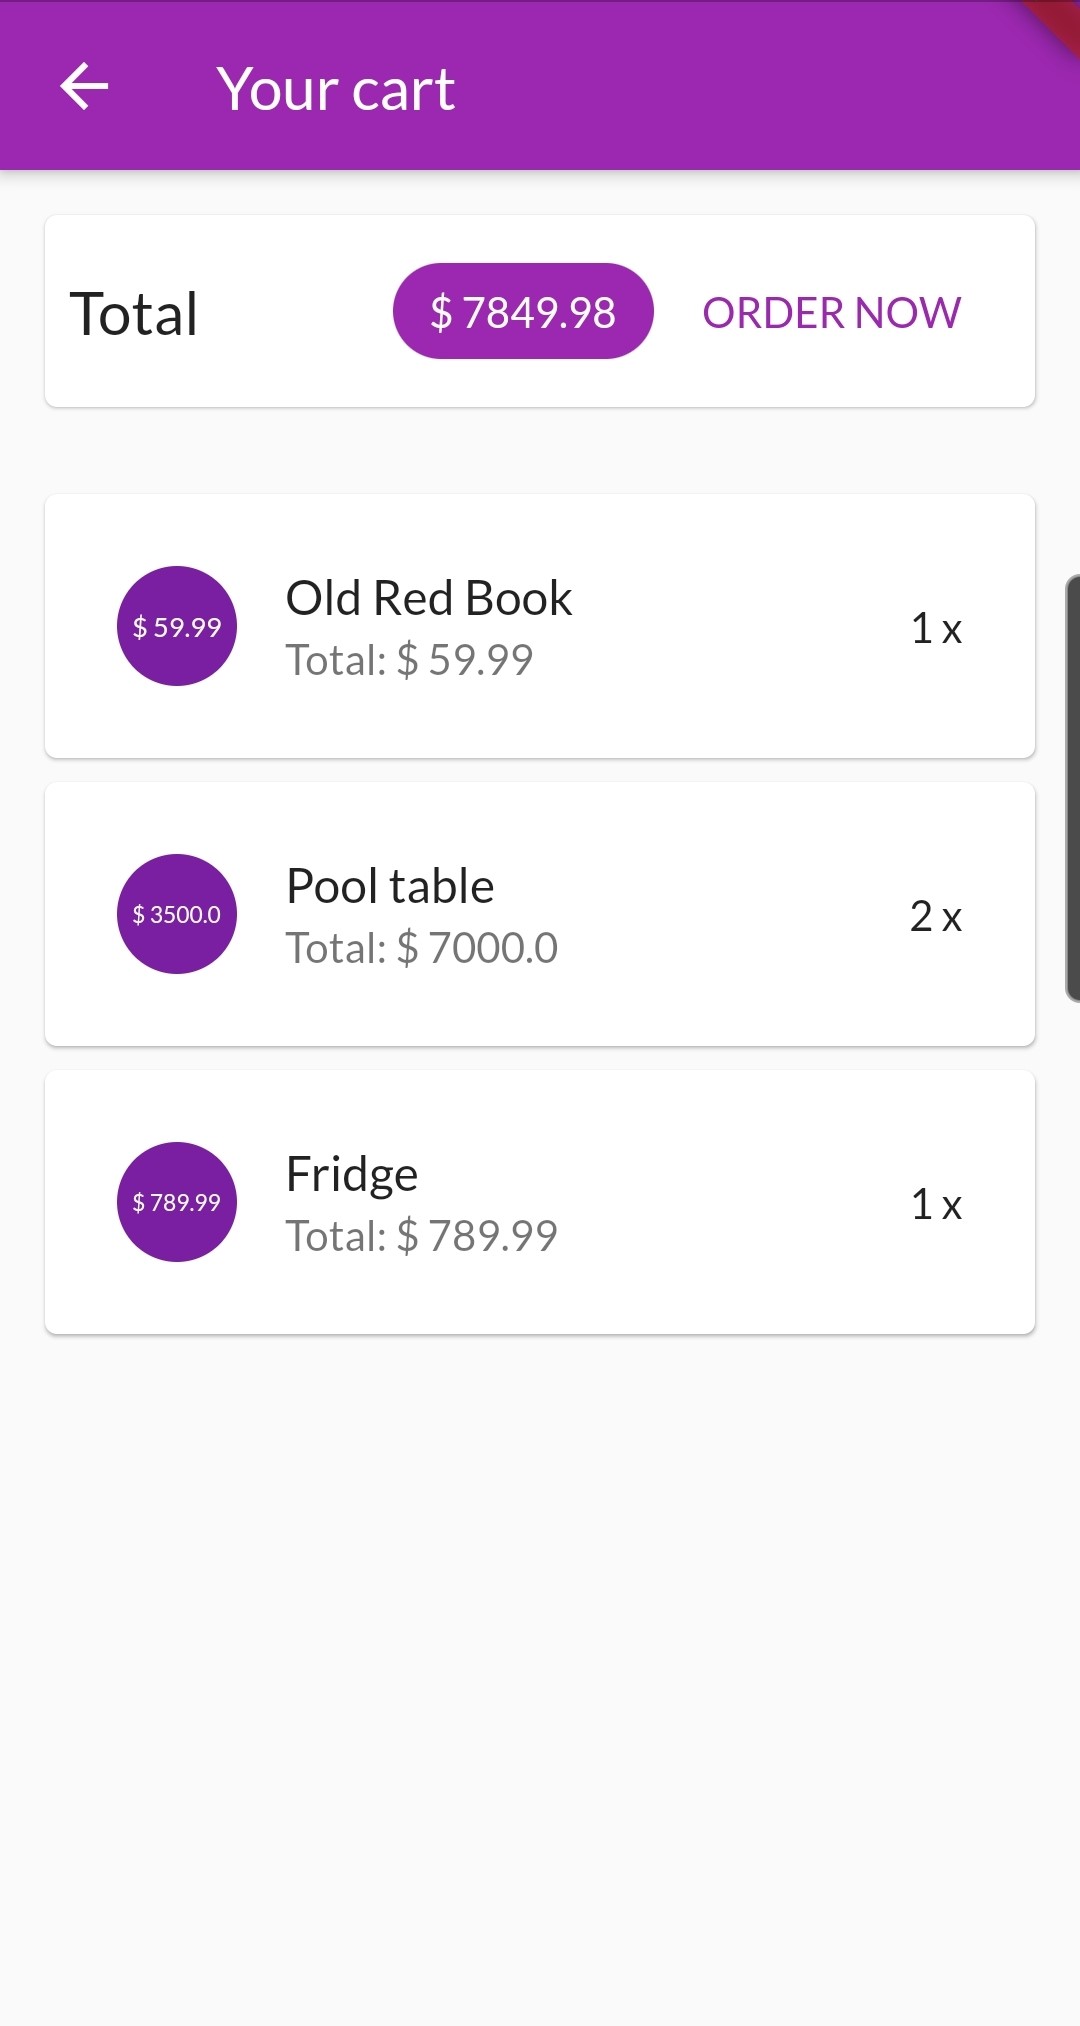 Your cart
Total $ 7849.98 ORDER NOW
$ 59.99
Old Red Book
Total: $ 59.99
1 x
$ 3500.0
Pool table
Total: $ 7000.0
2 x
$ 789.99
Fridge
Total: $ 789.99
1 x